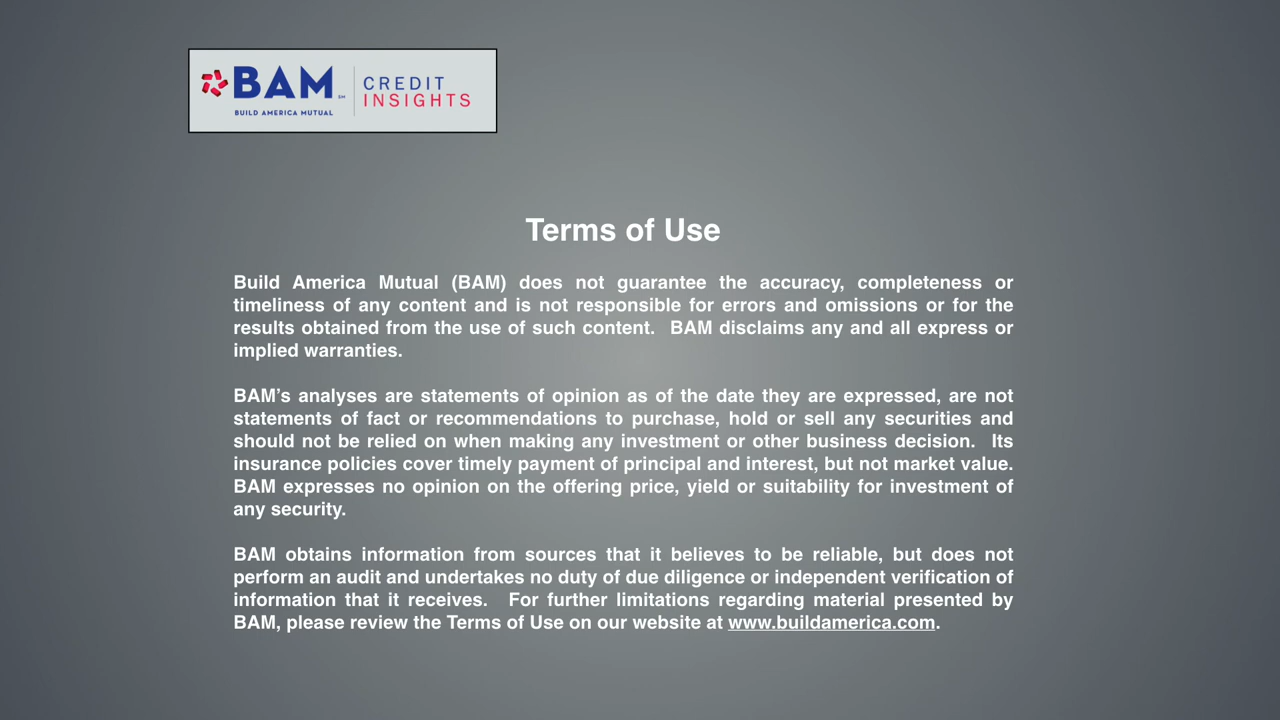 BAM SM
BUILD AMERICA MUTUAL
CREDIT
INSIGHTS
Terms of Use
Build America Mutual (BAM) does not guarantee the accuracy, completeness or
timeliness of any content and is not responsible for errors and omissions or for the
results obtained from the use of such content.  BAM disclaims any and all express or
implied warranties.
BAM’s analyses are statements of opinion as of the date they are expressed, are not
statements of fact or recommendations to purchase, hold or sell any securities and
should not be relied on when making any investment or other business decision.  Its
insurance policies cover timely payment of principal and interest, but not market value.
BAM expresses no opinion on the offering price, yield or suitability for investment of
any security.
BAM obtains information from sources that it believes to be reliable, but does not
perform an audit and undertakes no duty of due diligence or independent verification of
information that it receives.  For further limitations regarding material presented by
BAM, please review the Terms of Use on our website at www.buildamerica.com.